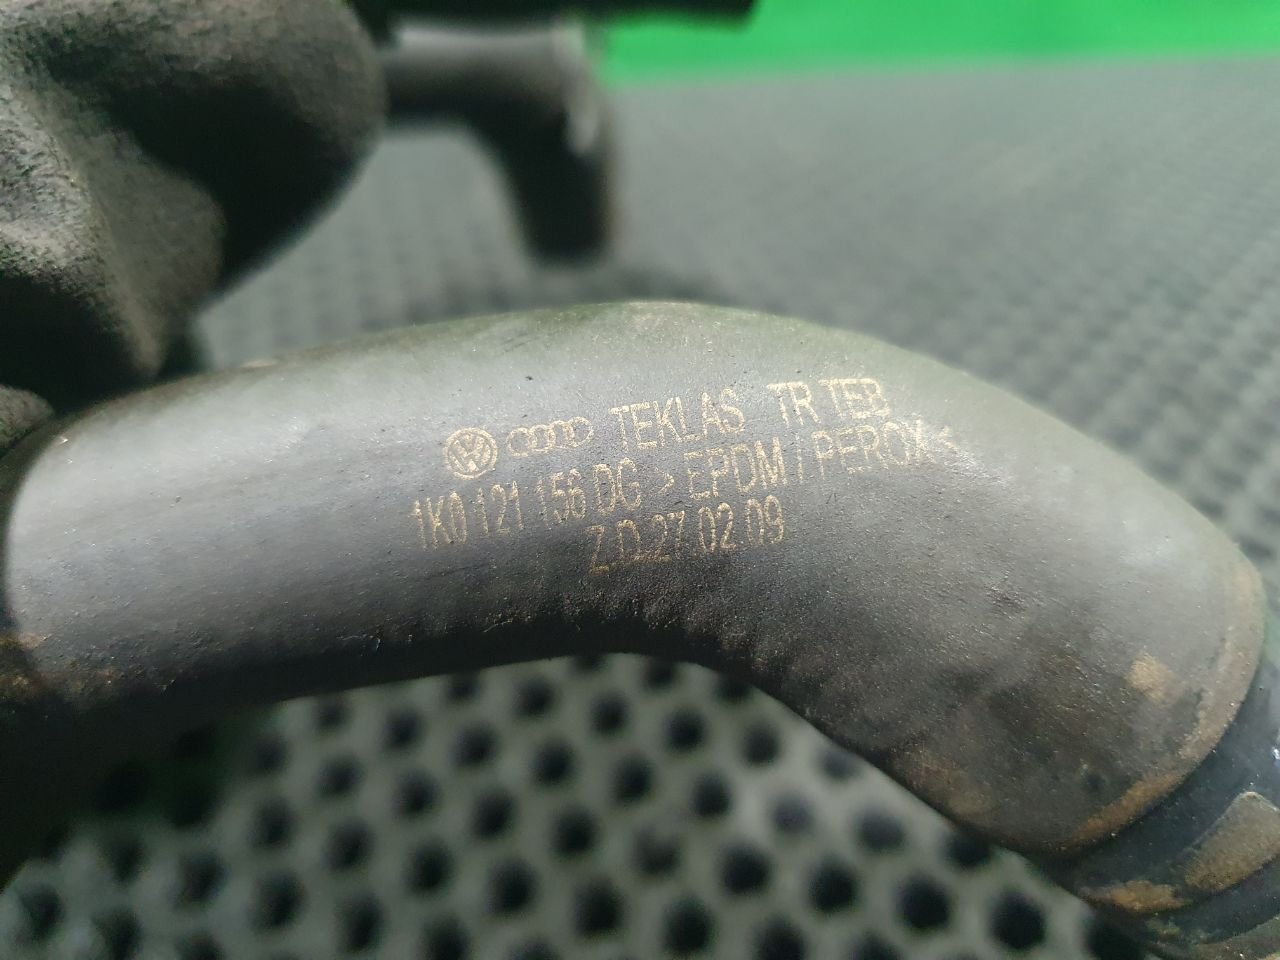 TEKLAS TR TEB
1K0 121 156 DG >EPDM / PEROX<
Z.D.27.02.09